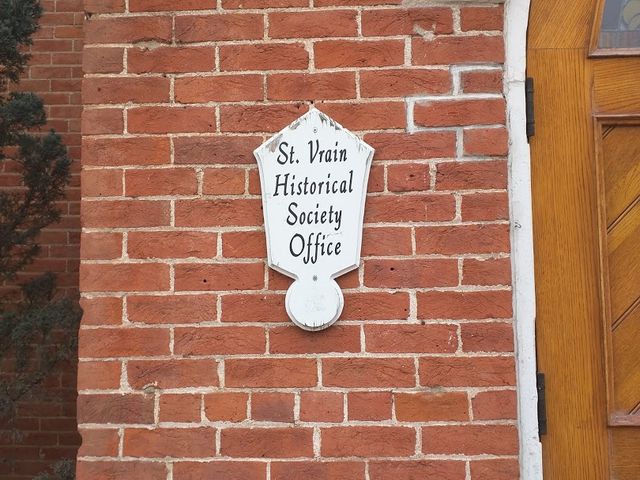 St. Vrain
Historical
Society
Office